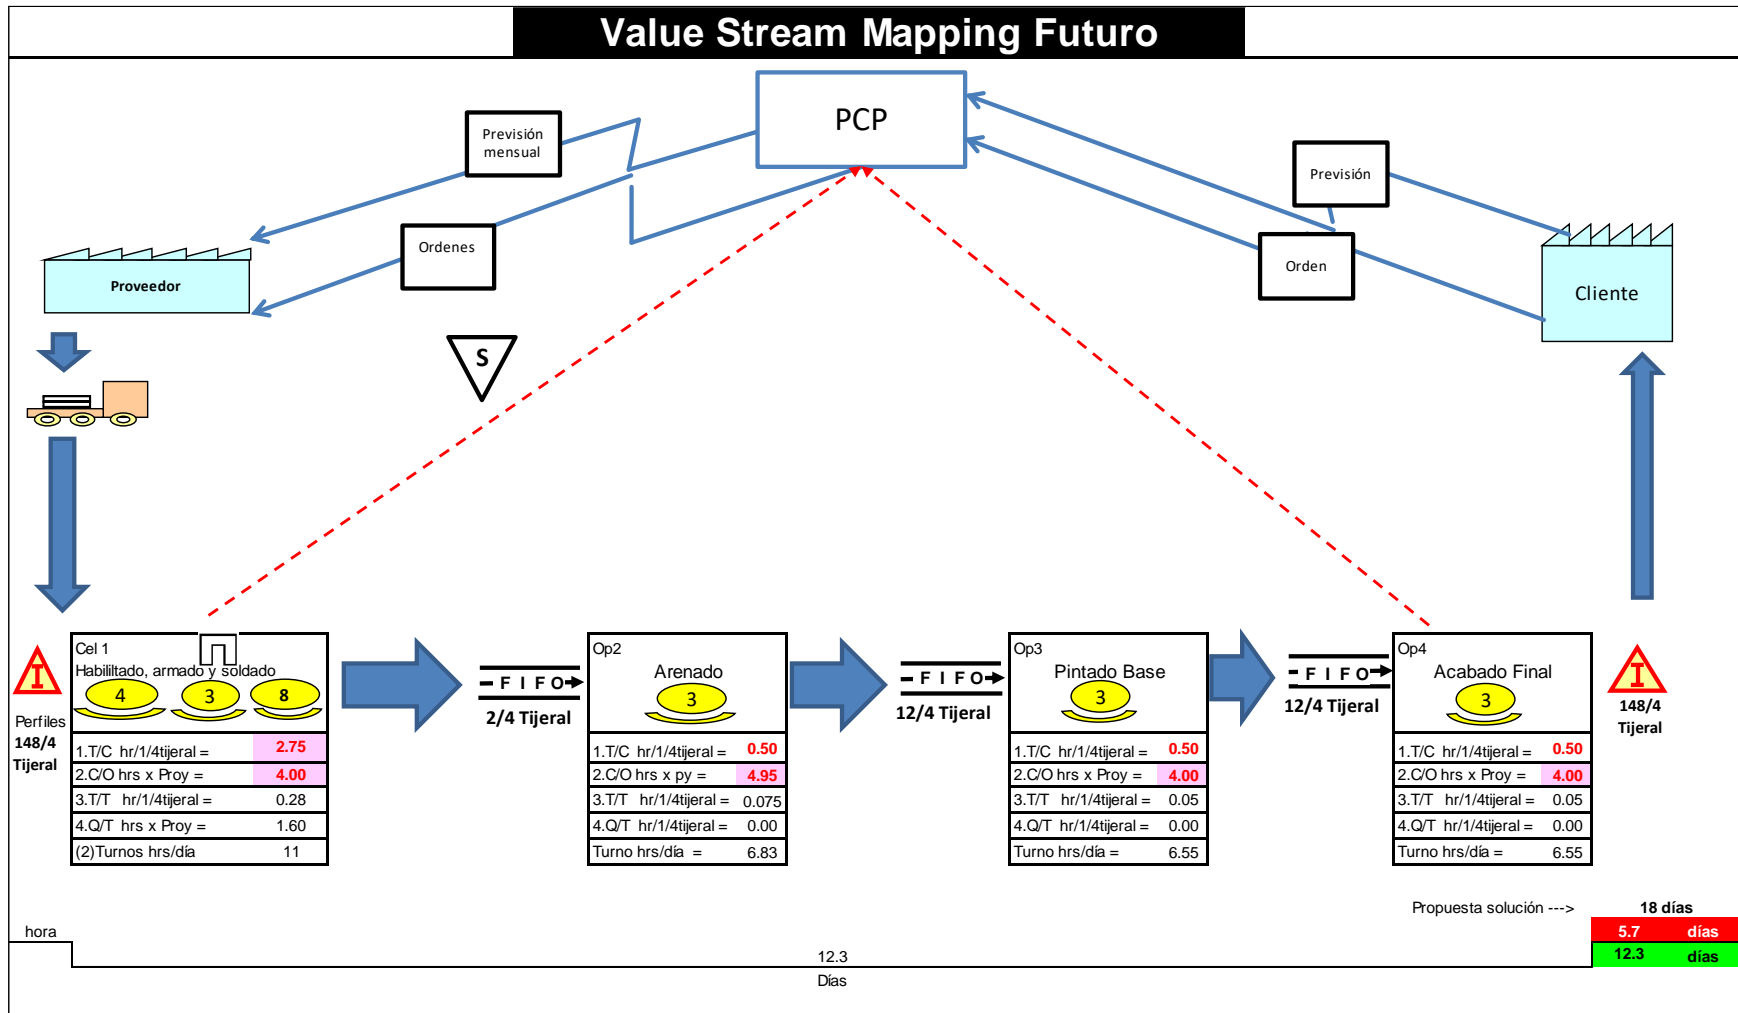 Value Stream Mapping Futuro
PCP
Previsión
mensual
Previsión
Ordenes
Orden
Proveedor
Cliente
S
I
Perfiles
148/4
Tijeral
Cel 1
Habililtado, armado y soldado
4
3
8
1.T/C hr/1/4tijeral = 2.75
2.C/O hrs x Proy = 4.00
3.T/T hr/1/4tijeral = 0.28
4.Q/T hrs x Proy = 1.60
(2)Turnos hrs/día 11
F I F O
2/4 Tijeral
Op2
Arenado
3
1.T/C hr/1/4tijeral = 0.50
2.C/O hrs x py = 4.95
3.T/T hr/1/4tijeral = 0.075
4.Q/T hr/1/4tijeral = 0.00
Turno hrs/día = 6.83
F I F O
12/4 Tijeral
Op3
Pintado Base
3
1.T/C hr/1/4tijeral = 0.50
2.C/O hrs x Proy = 4.00
3.T/T hr/1/4tijeral = 0.05
4.Q/T hr/1/4tijeral = 0.00
Turno hrs/día = 6.55
F I F O
12/4 Tijeral
Op4
Acabado Final
3
1.T/C hr/1/4tijeral = 0.50
2.C/O hrs x Proy = 4.00
3.T/T hr/1/4tijeral = 0.05
4.Q/T hr/1/4tijeral = 0.00
Turno hrs/día = 6.55
I
148/4
Tijeral
Propuesta solución ---> 18 días
hora
5.7 días
12.3
12.3 días
Días